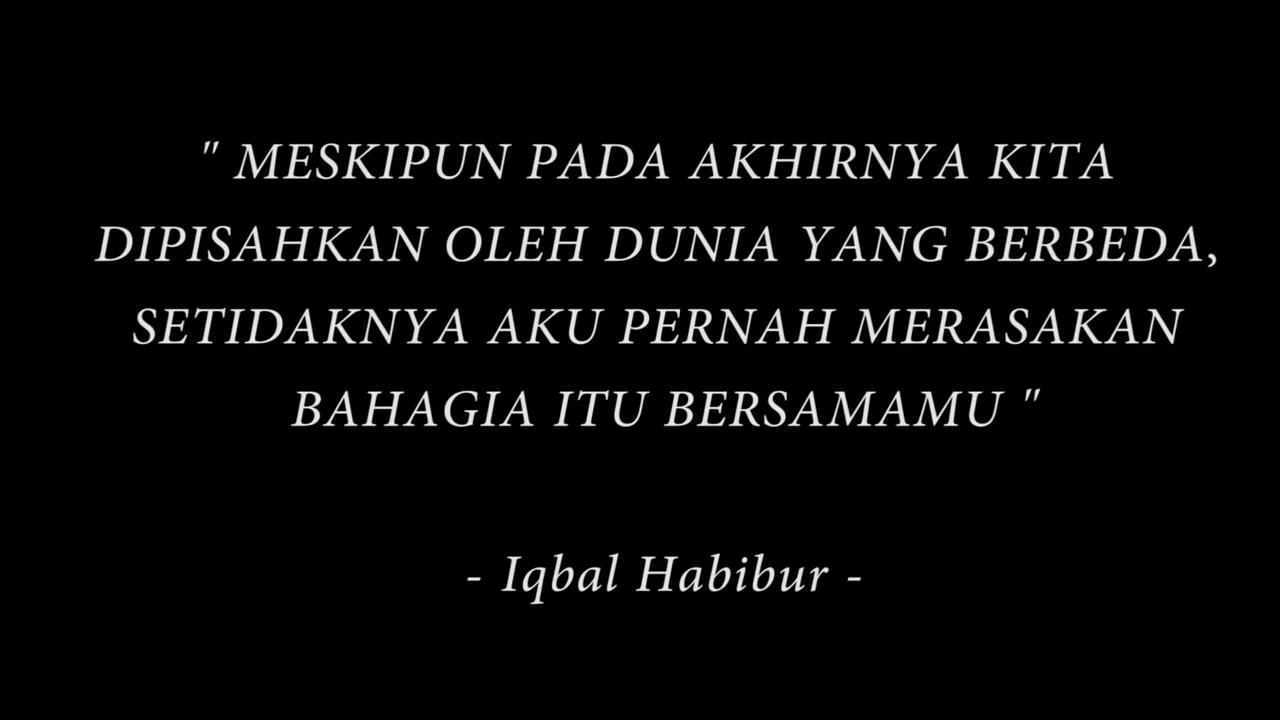 " MESKIPUN PADA AKHIRNYA KITA
DIPISAHKAN OLEH DUNIA YANG BERBEDA,
SETIDAKNYA AKU PERNAH MERASAKAN
BAHAGIA ITU BERSAMAMU "
- Iqbal Habibur -